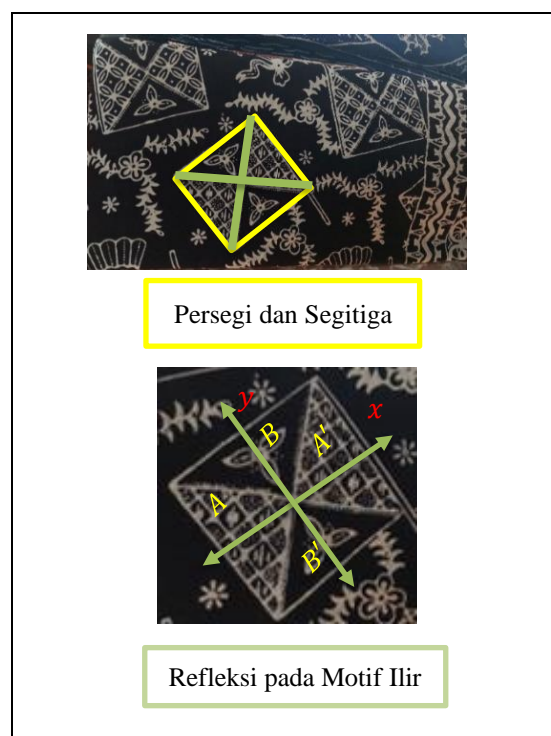 Persegi dan Segitiga
y
x
B
A'
A
B'
Refleksi pada Motif Ilir